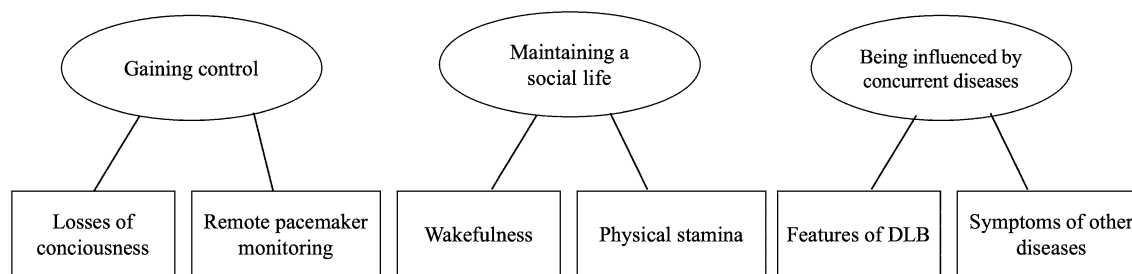 Gaining control
Maintaining a
social life
Being influenced by
concurrent diseases
Losses of
conciousness
Remote pacemaker
monitoring
Wakefulness
Physical stamina
Features of DLB
Symptoms of other
diseases